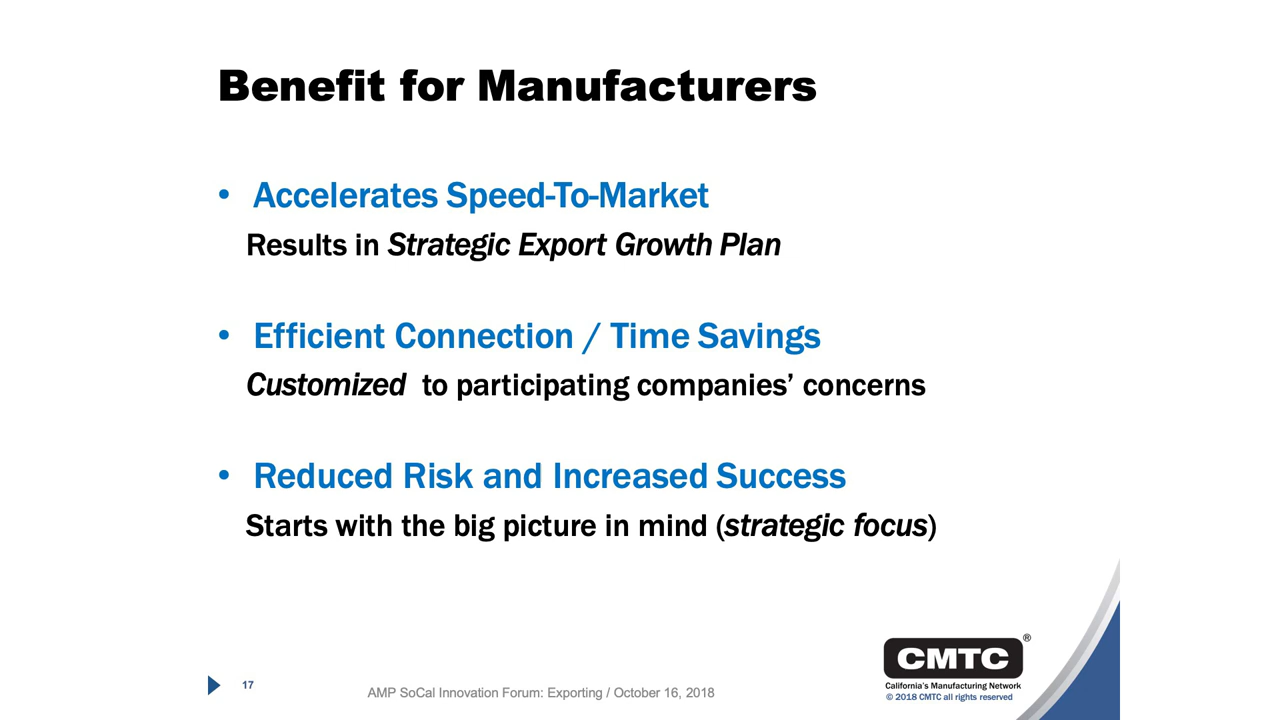 Benefit for Manufacturers
• Accelerates Speed-To-Market
Results in Strategic Export Growth Plan
• Efficient Connection / Time Savings
Customized to participating companies’ concerns
• Reduced Risk and Increased Success
Starts with the big picture in mind (strategic focus)
CMTC®
California's Manufacturing Network
© 2018 CMTC all rights reserved
17
AMP SoCal Innovation Forum: Exporting / October 16, 2018